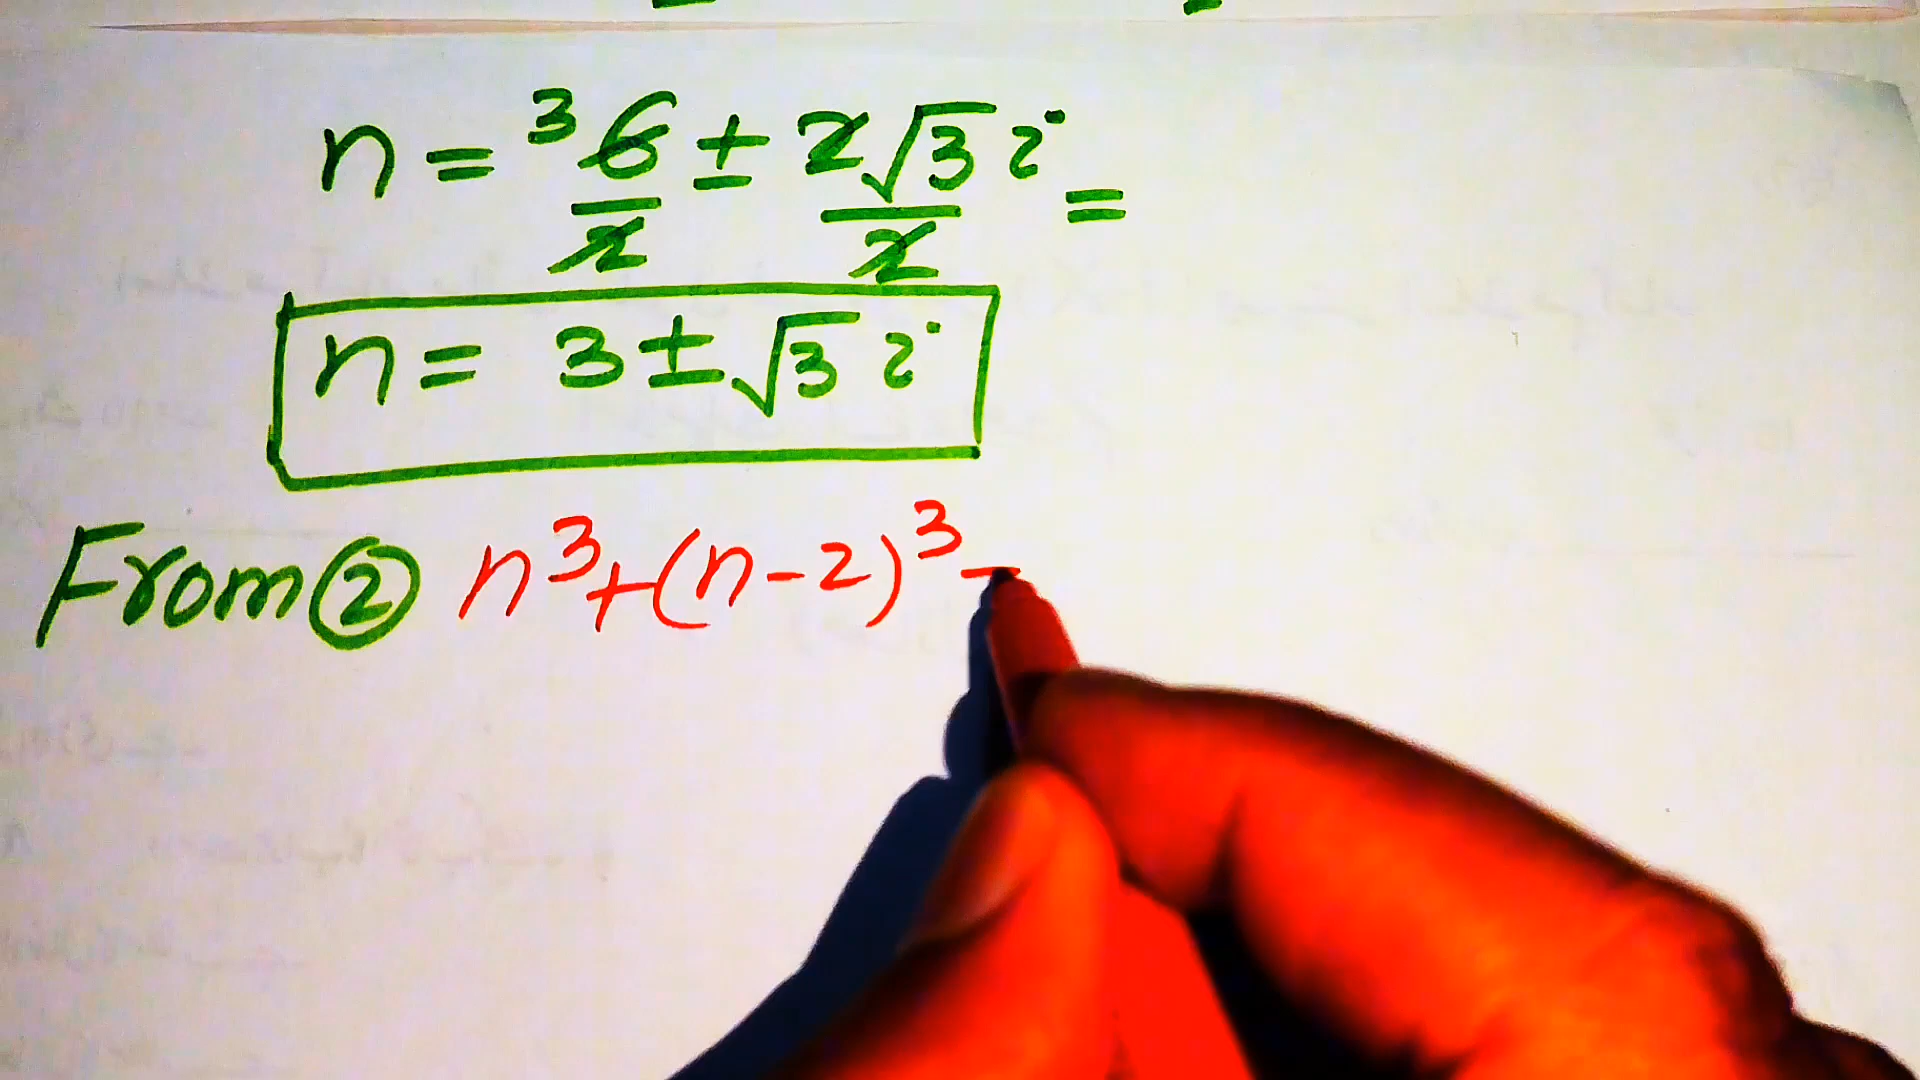 n = ³6/2 ± 2√3 i/2 =
n = 3 ± √3 i
From ② n³+(n-2)³ -